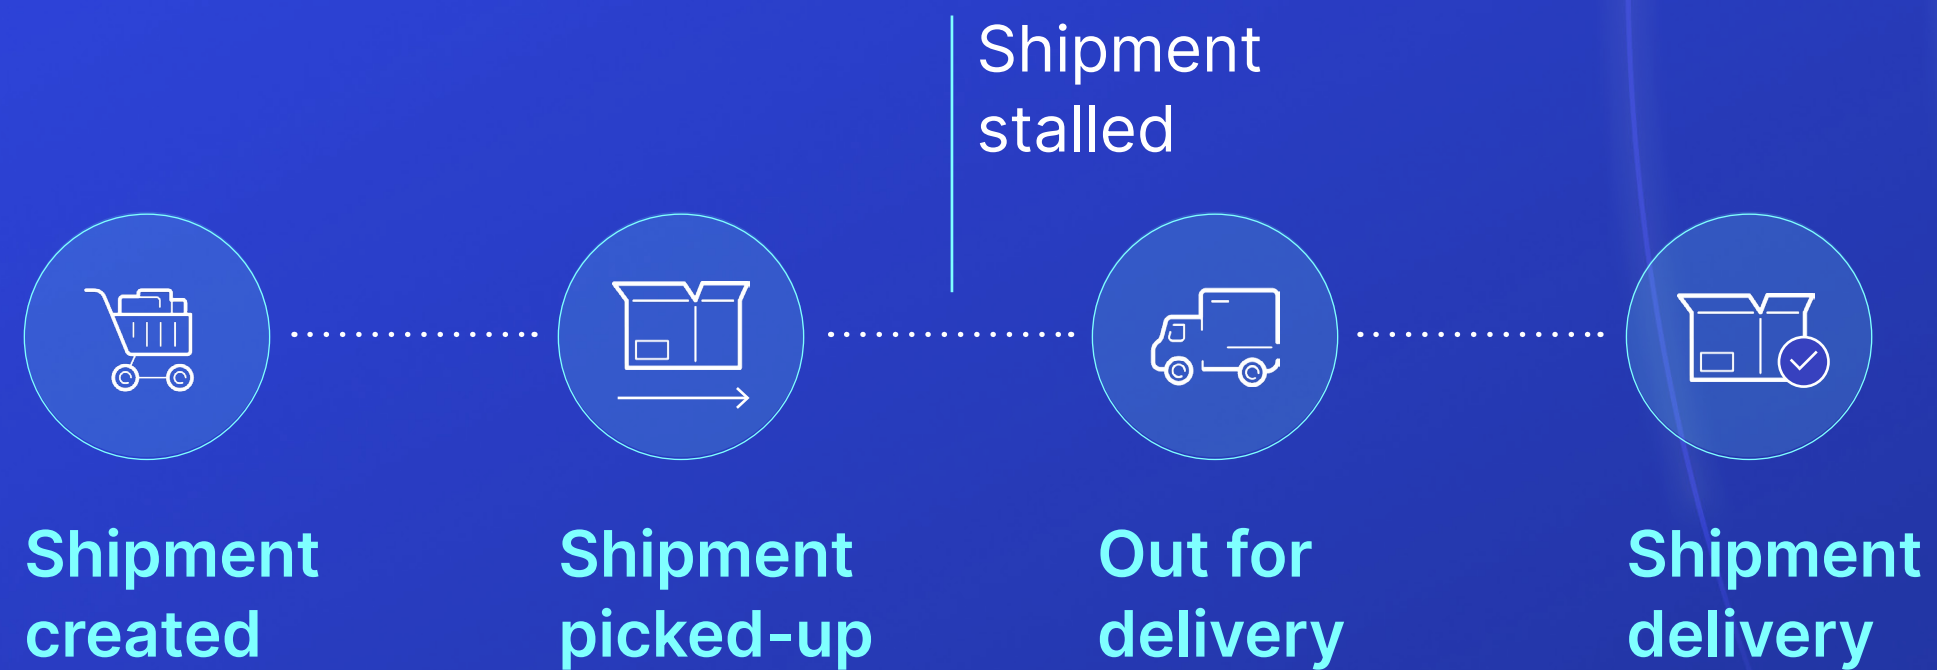 Shipment
stalled
Shipment
created
Shipment
picked-up
Out for
delivery
Shipment
delivery